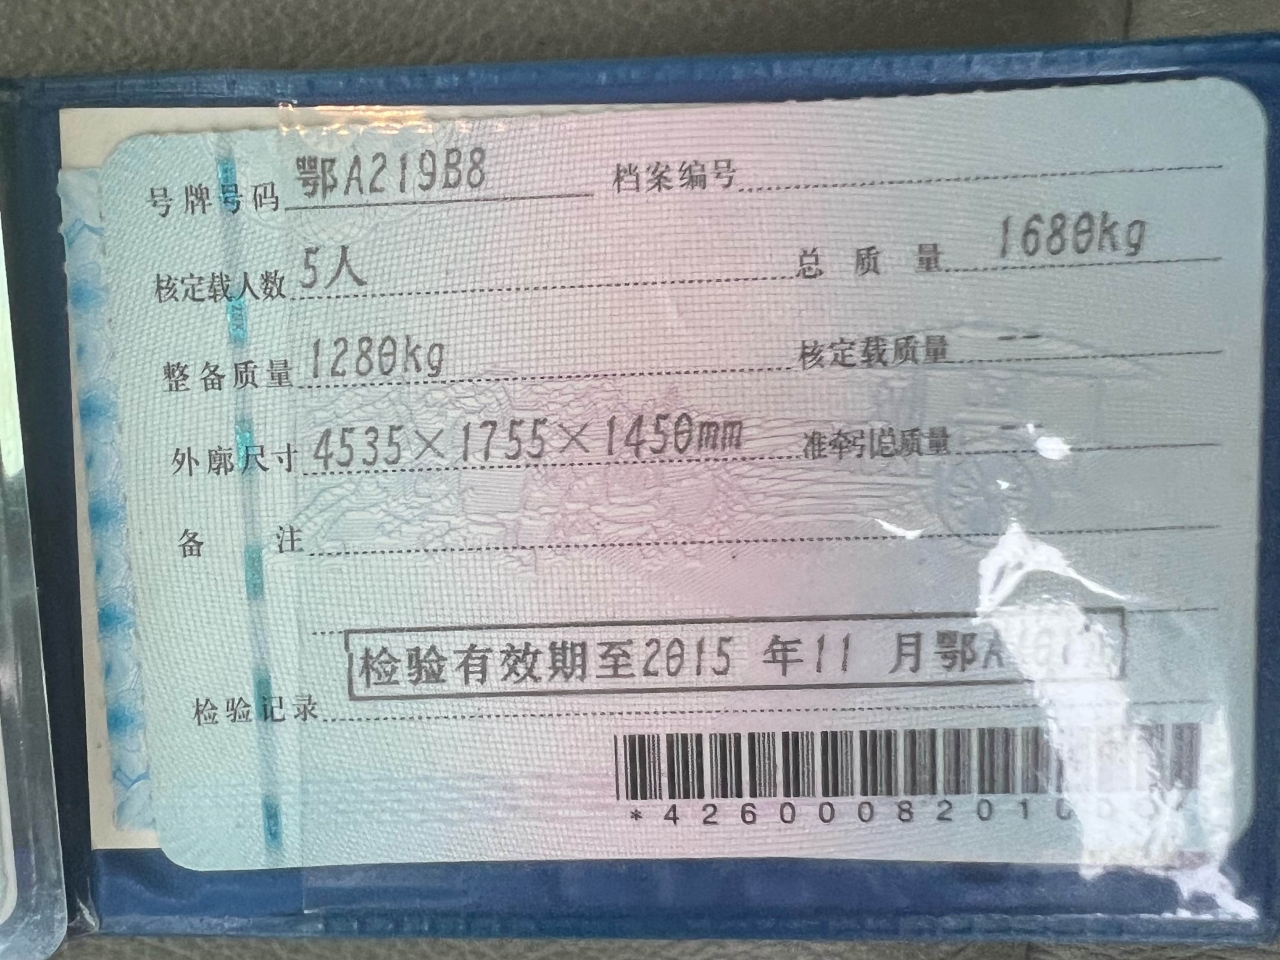 号牌号码 鄂A219B8 档案编号
核定载人数 5人 总质量 1680kg
整备质量 1280kg 核定载质量 --
外廓尺寸 4535×1755×1450mm 准牵引总质量 --
备注
检验有效期至2015年11月鄂A
检验记录
*42600082010